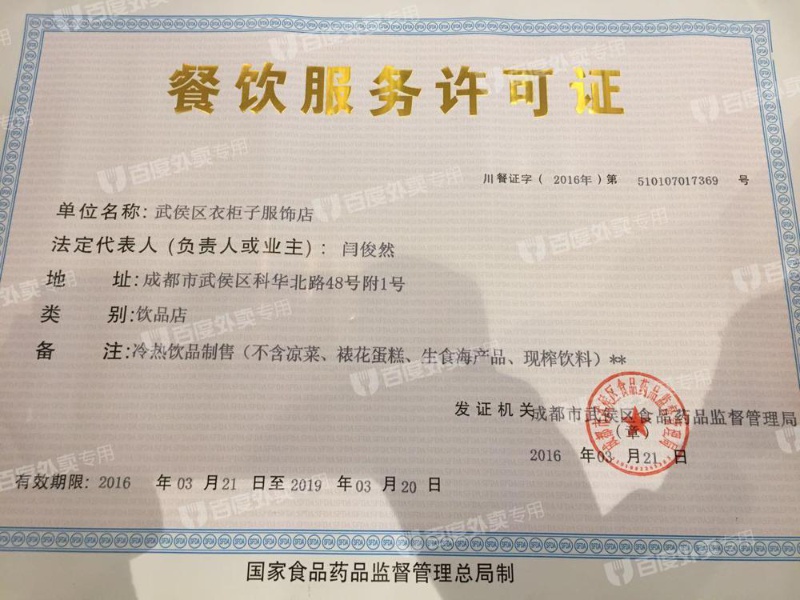 餐饮服务许可证
川餐证字（2016年）第 510107017369 号
单位名称：武侯区衣柜子服饰店
法定代表人（负责人或业主）：闫俊然
地 址：成都市武侯区科华北路48号附1号
类 别：饮品店
备 注：冷热饮品制售（不含凉菜、裱花蛋糕、生食海产品、现榨饮料）**
发证机关 成都市武侯区食品药品监督管理局
（章）
2016 年 03 月 21 日
有效期限：2016 年 03 月 21 日至 2019 年 03 月 20 日
国家食品药品监督管理总局制
百度外卖专用